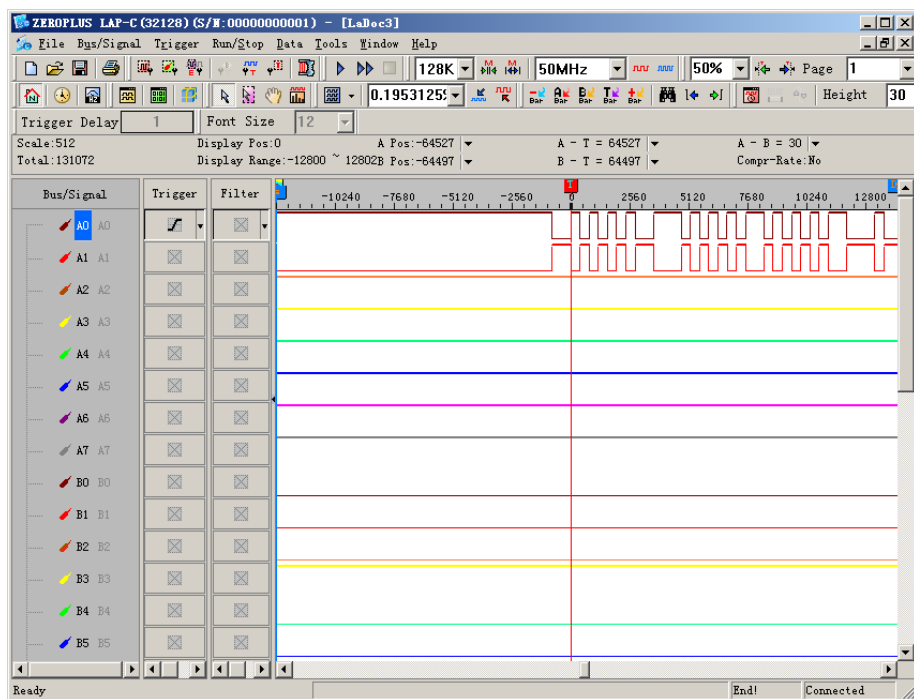 ZEROPLUS LAP-C(32128)(S/N:00000000001) - [LaDoc3]
File Bus/Signal Trigger Run/Stop Data Tools Window Help
128K 50MHz 50% Page 1
0.1953125 Bar Bar Bar Bar Bar Height 30
Trigger Delay 1 Font Size 12
Scale:512 Display Pos:0 A Pos:-64527 A - T = 64527 A - B = 30
Total:131072 Display Range:-12800 ~ 12802 B Pos:-64497 B - T = 64497 Compr-Rate:No
Bus/Signal Trigger Filter
-10240 -7680 -5120 -2560 0 2560 5120 7680 10240 12800
T
A0 A0
A1 A1
A2 A2
A3 A3
A4 A4
A5 A5
A6 A6
A7 A7
B0 B0
B1 B1
B2 B2
B3 B3
B4 B4
B5 B5
Ready End! Connected